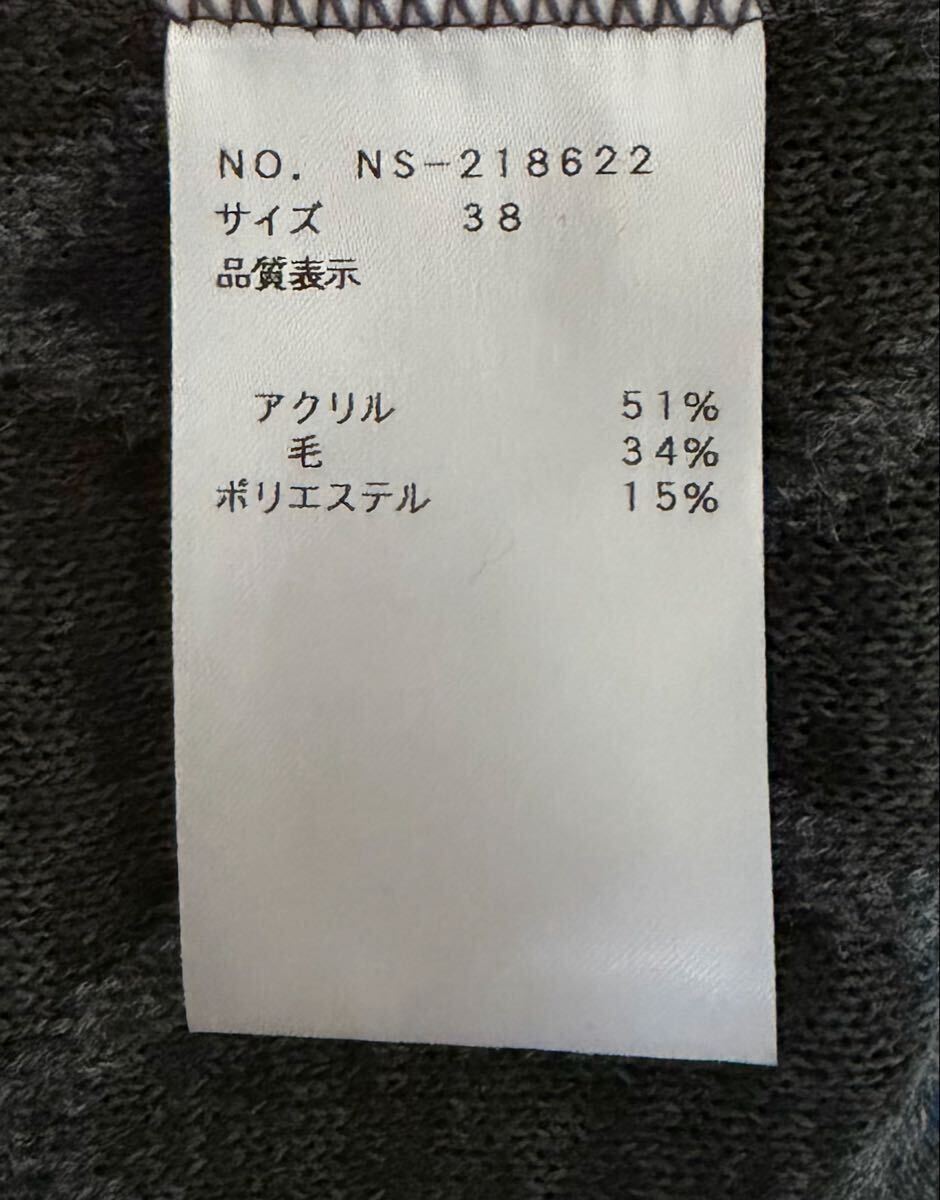 NO. NS-218622
サイズ 38
品質表示
アクリル 51%
毛 34%
ポリエステル 15%